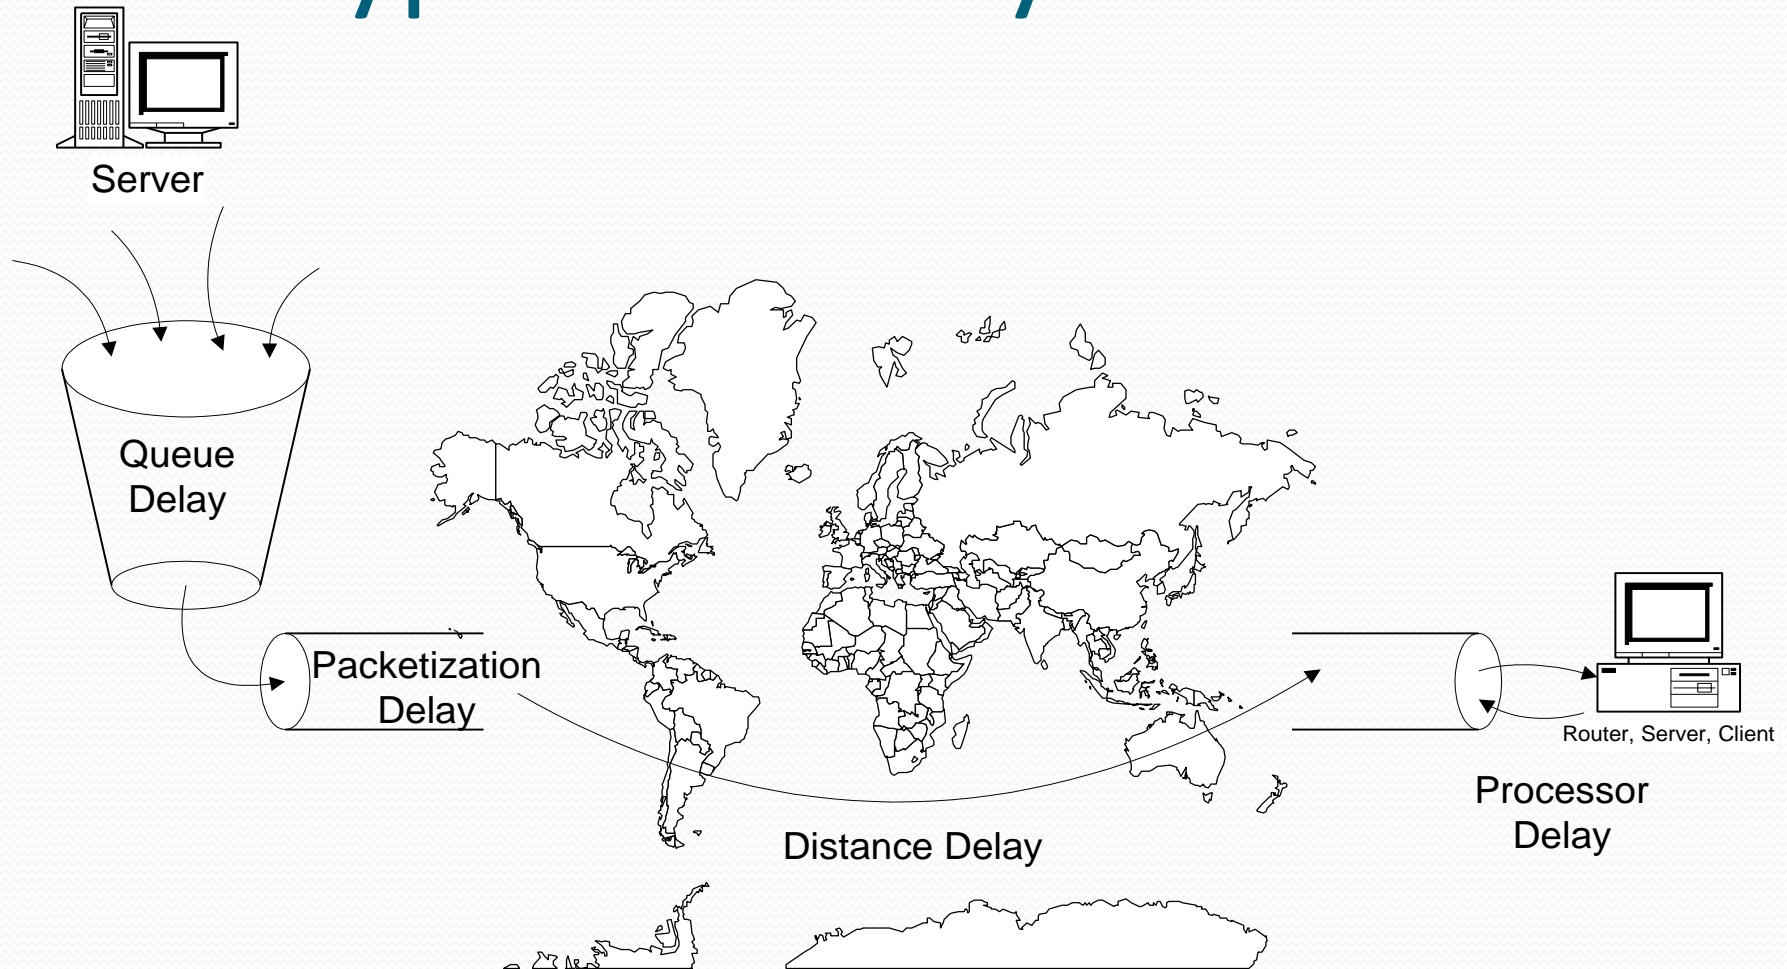 Server
Queue
Delay
Packetization
Delay
Router, Server, Client
Processor
Delay
Distance Delay